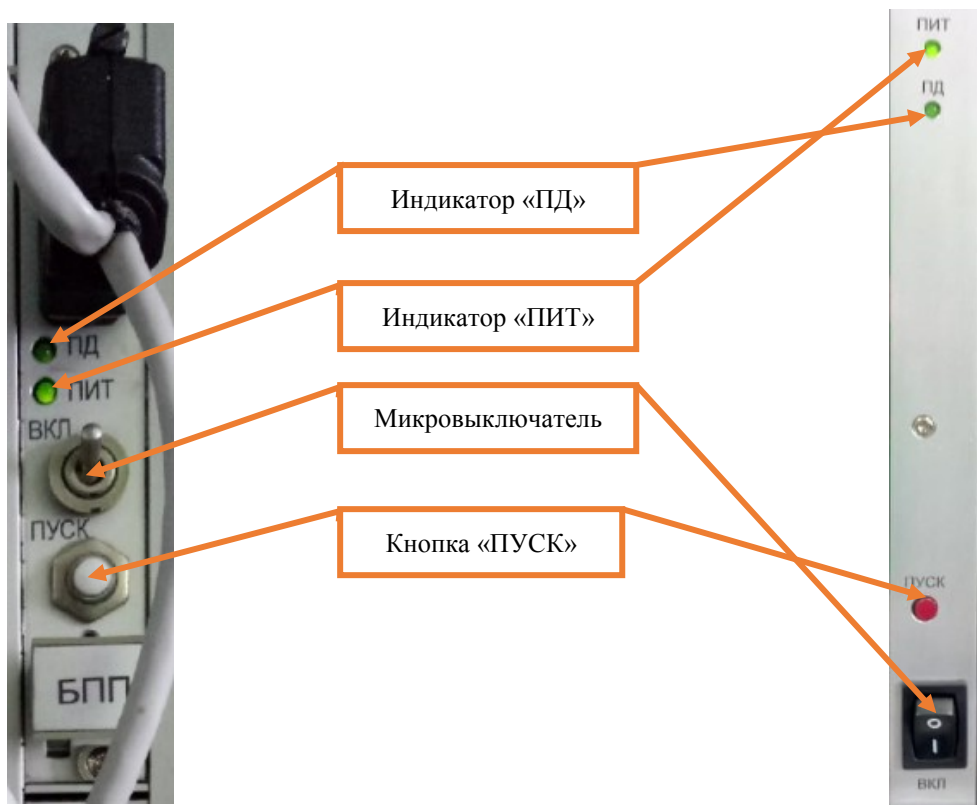 ПИТ
ПД
Индикатор «ПД»
Индикатор «ПИТ»
Микровыключатель
Кнопка «ПУСК»
ПД
ПИТ
ВКЛ
ПУСК
БПП
ПУСК
ВКЛ